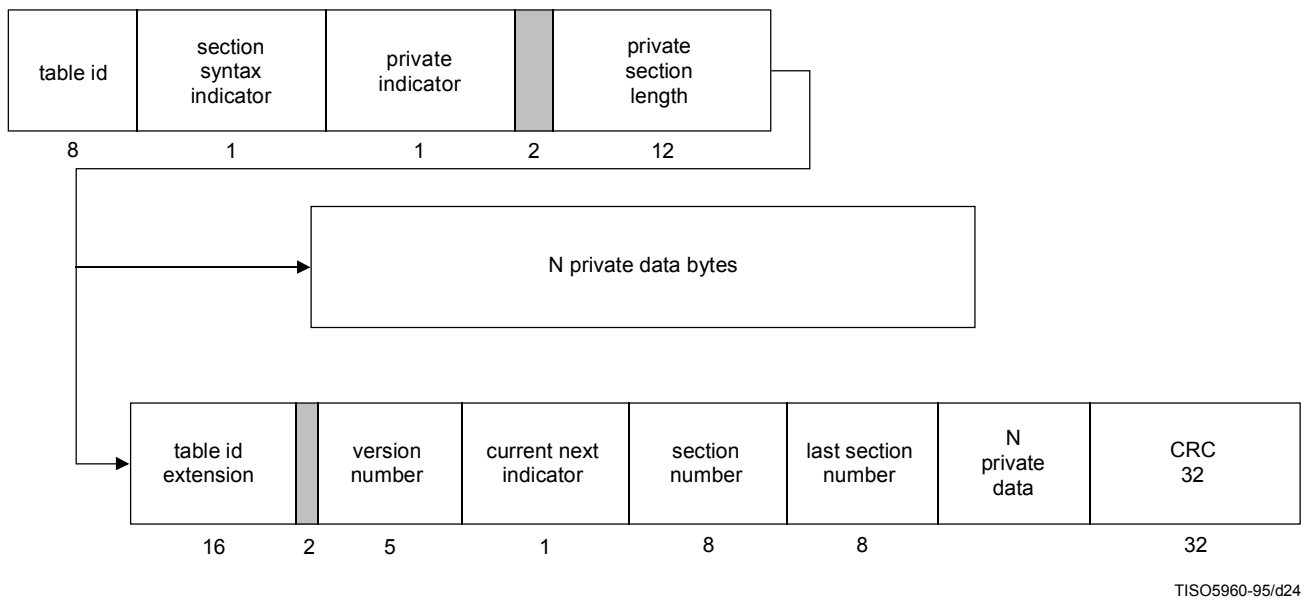 table id
section
syntax
indicator
private
indicator
private
section
length
8
1
1
2
12
N private data bytes
table id
extension
version
number
current next
indicator
section
number
last section
number
N
private
data
CRC
32
16
2
5
1
8
8
32
TISO5960-95/d24